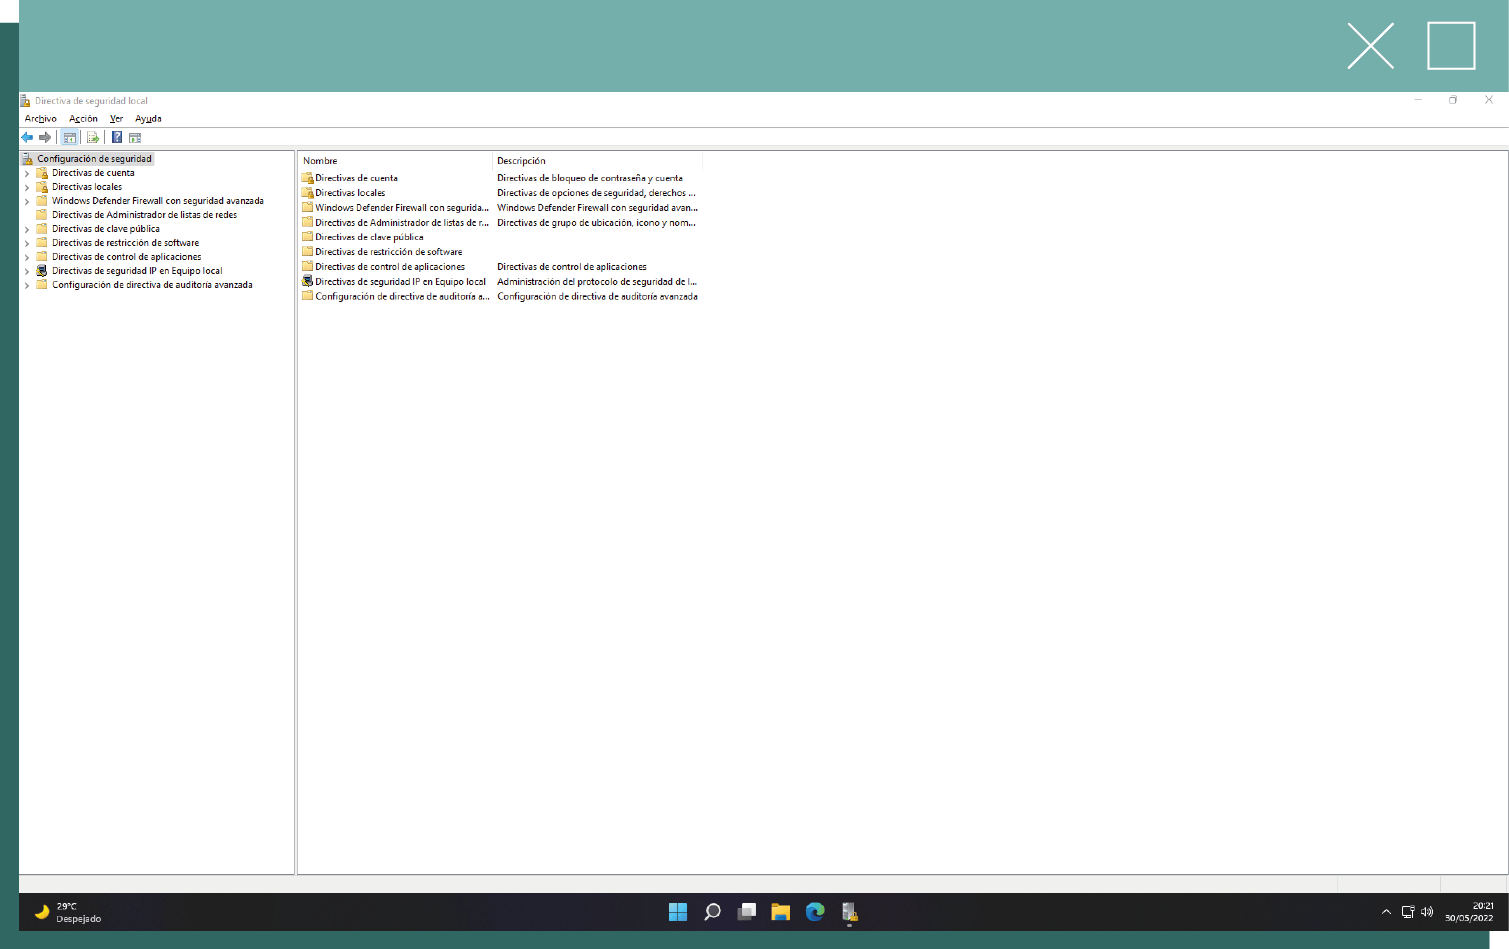 Directiva de seguridad local
Archivo Acción Ver Ayuda
Configuración de seguridad
Directivas de cuenta
Directivas locales
Windows Defender Firewall con seguridad avanzada
Directivas de Administrador de listas de redes
Directivas de clave pública
Directivas de restricción de software
Directivas de control de aplicaciones
Directivas de seguridad IP en Equipo local
Configuración de directiva de auditoría avanzada
Nombre Descripción
Directivas de cuenta Directivas de bloqueo de contraseña y cuenta
Directivas locales Directivas de opciones de seguridad, derechos ...
Windows Defender Firewall con segurida... Windows Defender Firewall con seguridad avan...
Directivas de Administrador de listas de r... Directivas de grupo de ubicación, icono y nom...
Directivas de clave pública
Directivas de restricción de software
Directivas de control de aplicaciones Directivas de control de aplicaciones
Directivas de seguridad IP en Equipo local Administración del protocolo de seguridad de I...
Configuración de directiva de auditoría a... Configuración de directiva de auditoría avanzada
29°C
Despejado
20:21
30/05/2022